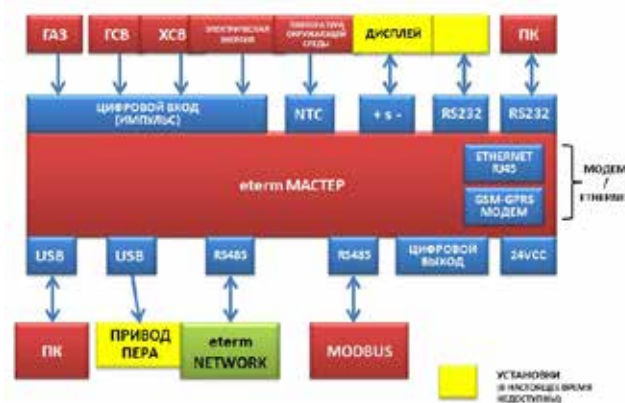 ГАЗ
ГСВ
ХСВ
ЭЛЕКТРИЧЕСКАЯ
ЭНЕРГИЯ
ТЕМПЕРАТУРА
ОКРУЖАЮЩЕЙ
СРЕДЫ
ДИСПЛЕЙ
ПК
ЦИФРОВОЙ ВХОД
(ИМПУЛЬС)
NTC
+ s -
RS232
RS232
eterm МАСТЕР
ETHERNET
RJ45
GSM-GPRS
МОДЕМ
МОДЕМ
/
ETHERNET
USB
USB
RS485
RS485
ЦИФРОВОЙ
ВЫХОД
24VCC
ПК
ПРИВОД
ПЕРА
eterm
NETWORK
MODBUS
УСТАНОВКИ
(В НАСТОЯЩЕЕ ВРЕМЯ
НЕДОСТУПНЫ)